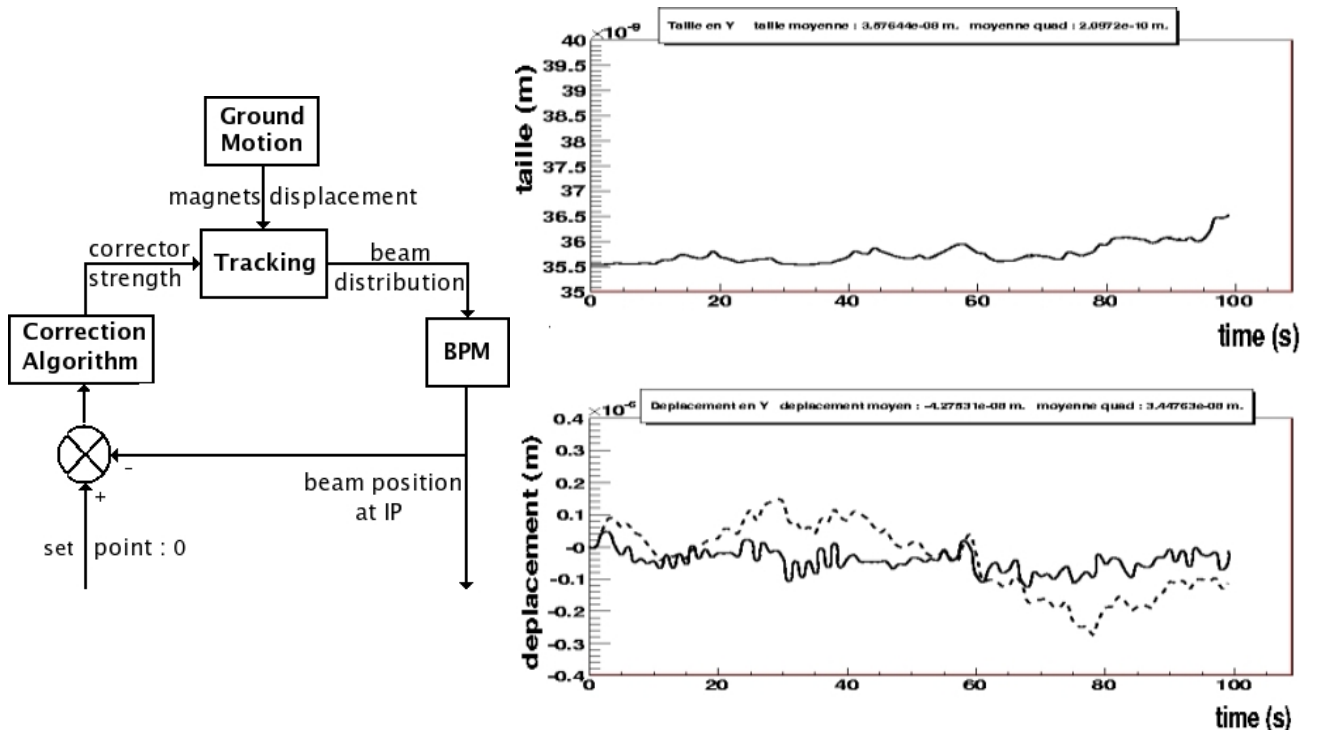 Ground
Motion
magnets displacement
corrector
strength
Tracking
beam
distribution
Correction
Algorithm
BPM
-
+
beam position
at IP
set point : 0
Taille en Y taille moyenne : 3.57644e-08 m. moyenne quad : 2.0972e-10 m.
×10⁻⁹
40
39.5
39
38.5
38
37.5
37
36.5
36
35.5
35
taille (m)
0 20 40 60 80 100
time (s)
Deplacement en Y deplacement moyen : -4.27531e-08 m. moyenne quad : 3.44763e-08 m.
×10⁻⁶
0.4
0.3
0.2
0.1
-0
-0.1
-0.2
-0.3
-0.4
deplacement (m)
0 20 40 60 80 100
time (s)